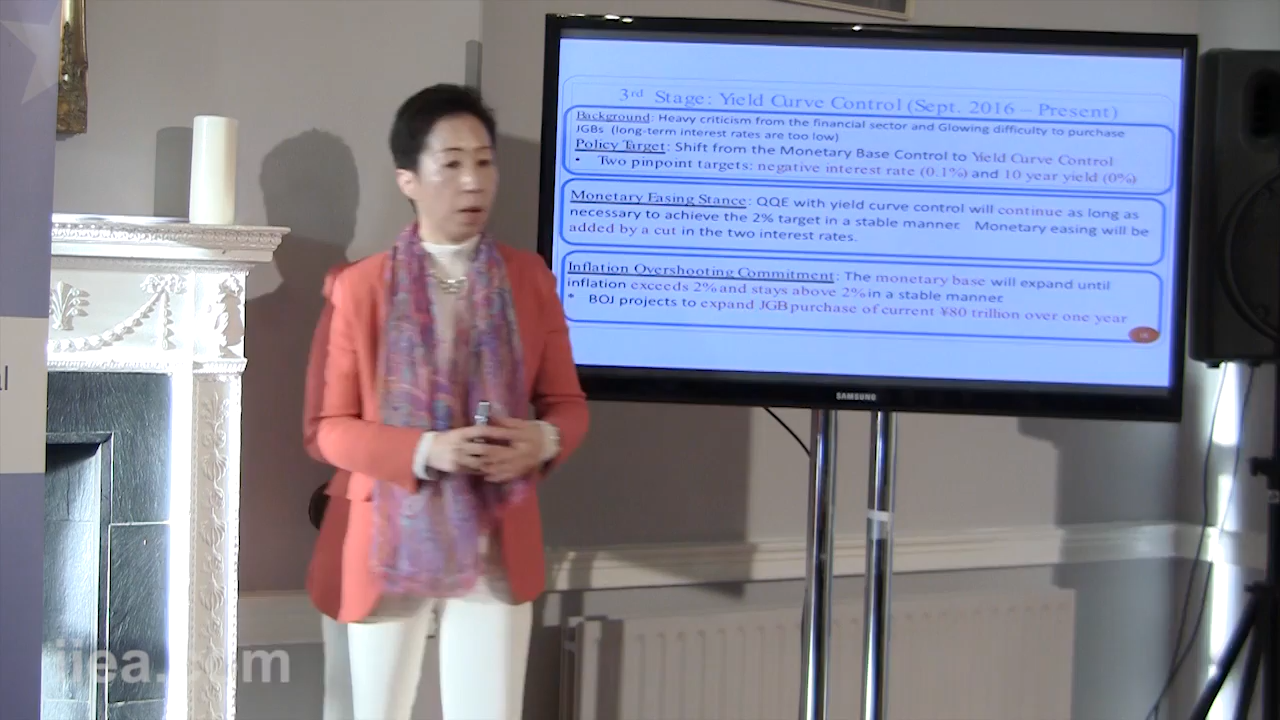 3rd Stage: Yield Curve Control (Sept. 2016 – Present)
Background: Heavy criticism from the financial sector and Glowing difficulty to purchase
JGBs (long-term interest rates are too low)
Policy Target: Shift from the Monetary Base Control to Yield Curve Control
• Two pinpoint targets: negative interest rate (0.1%) and 10 year yield (0%)
Monetary Easing Stance: QQE with yield curve control will continue as long as
necessary to achieve the 2% target in a stable manner. Monetary easing will be
added by a cut in the two interest rates.
Inflation Overshooting Commitment: The monetary base will expand until
inflation exceeds 2% and stays above 2% in a stable manner.
• BOJ projects to expand JGB purchase of current ¥80 trillion over one year
SAMSUNG
iiea.com